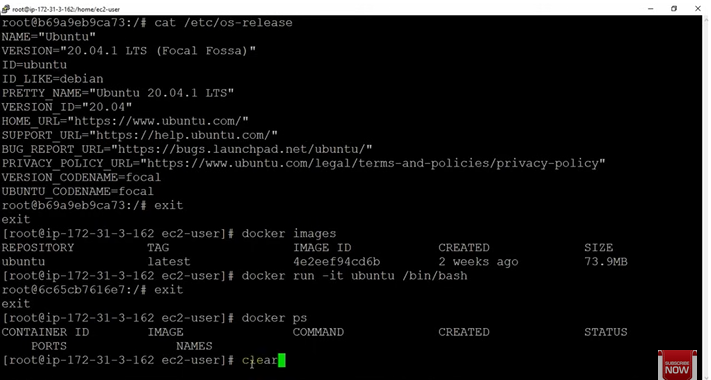 root@ip-172-31-3-162:/home/ec2-user
root@b69a9eb9ca73:/# cat /etc/os-release
NAME="Ubuntu"
VERSION="20.04.1 LTS (Focal Fossa)"
ID=ubuntu
ID_LIKE=debian
PRETTY_NAME="Ubuntu 20.04.1 LTS"
VERSION_ID="20.04"
HOME_URL="https://www.ubuntu.com/"
SUPPORT_URL="https://help.ubuntu.com/"
BUG_REPORT_URL="https://bugs.launchpad.net/ubuntu/"
PRIVACY_POLICY_URL="https://www.ubuntu.com/legal/terms-and-policies/privacy-policy"
VERSION_CODENAME=focal
UBUNTU_CODENAME=focal
root@b69a9eb9ca73:/# exit
exit
[root@ip-172-31-3-162 ec2-user]# docker images
REPOSITORY TAG IMAGE ID CREATED SIZE
ubuntu latest 4e2eef94cd6b 2 weeks ago 73.9MB
[root@ip-172-31-3-162 ec2-user]# docker run -it ubuntu /bin/bash
root@6c65cb7616e7:/# exit
exit
[root@ip-172-31-3-162 ec2-user]# docker ps
CONTAINER ID IMAGE COMMAND CREATED STATUS
PORTS NAMES
[root@ip-172-31-3-162 ec2-user]# clear
SUBSCRIBE
NOW